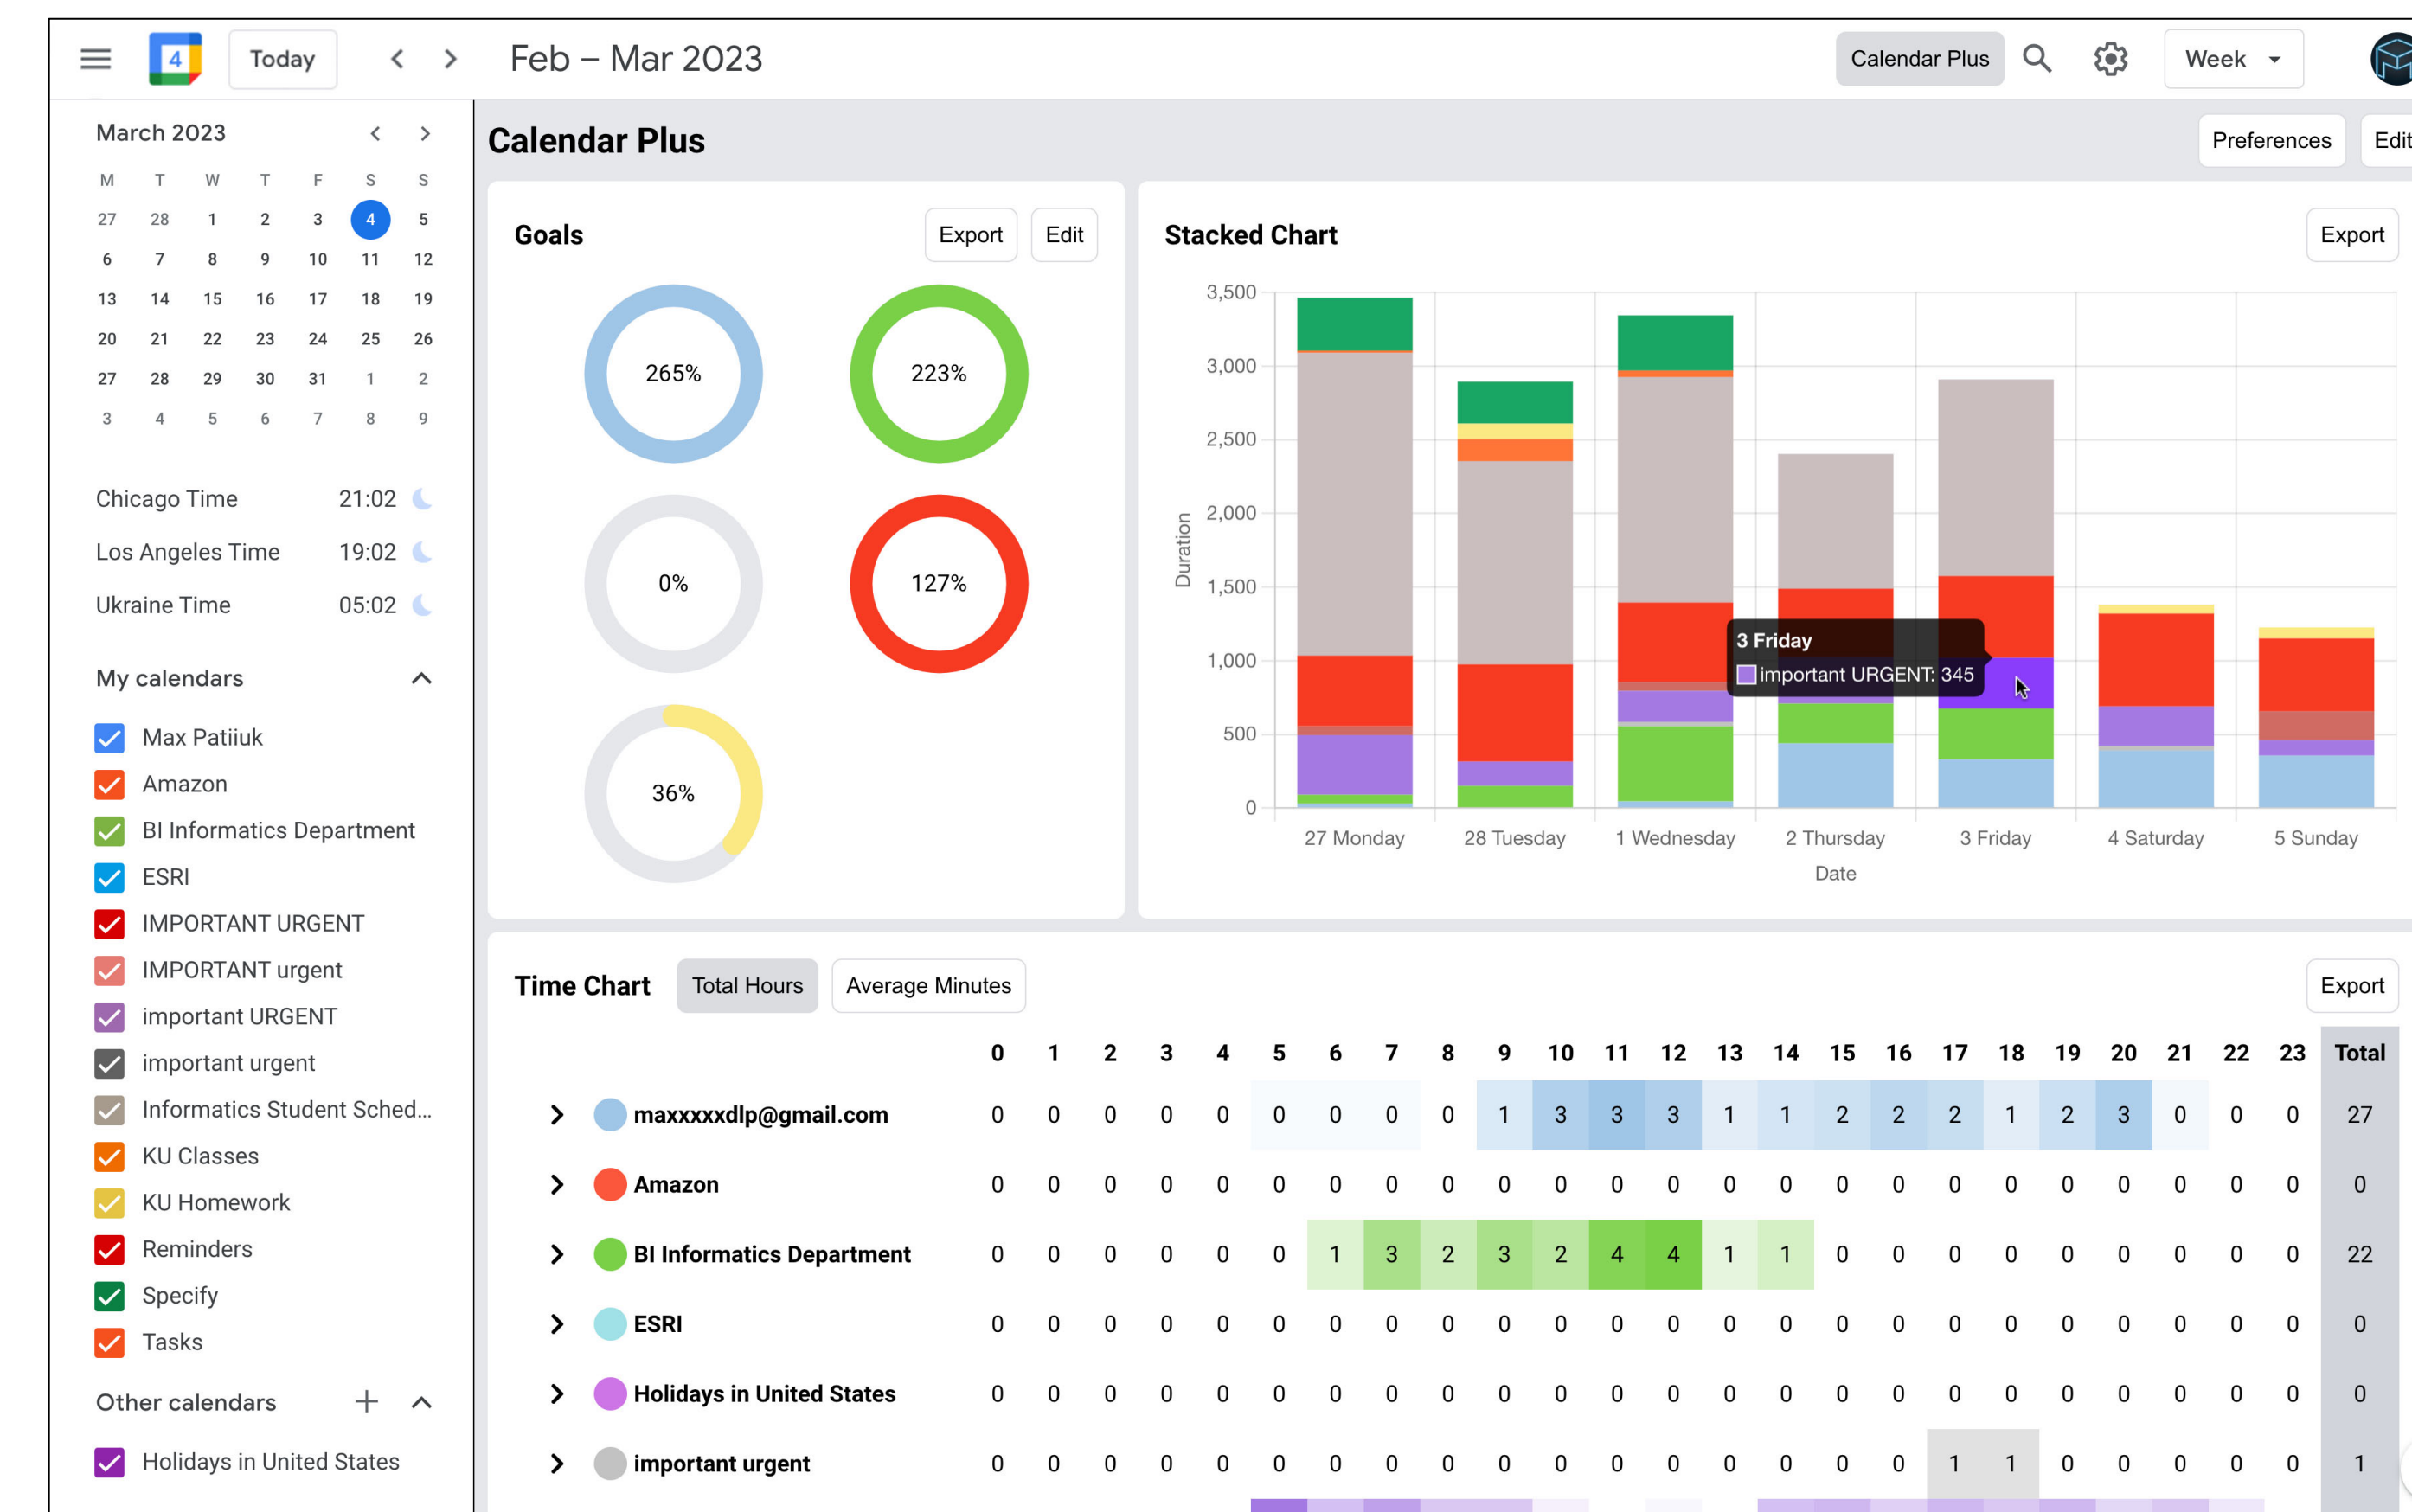 4 Today Feb – Mar 2023 Calendar Plus Week
March 2023
M T W T F S S
27 28 1 2 3 4 5
6 7 8 9 10 11 12
13 14 15 16 17 18 19
20 21 22 23 24 25 26
27 28 29 30 31 1 2
3 4 5 6 7 8 9
Chicago Time 21:02
Los Angeles Time 19:02
Ukraine Time 05:02
My calendars
Max Patiiuk
Amazon
BI Informatics Department
ESRI
IMPORTANT URGENT
IMPORTANT urgent
important URGENT
important urgent
Informatics Student Sched...
KU Classes
KU Homework
Reminders
Specify
Tasks
Other calendars
Holidays in United States
Calendar Plus Preferences Edit
Goals Export Edit
265% 223%
0% 127%
36%
Stacked Chart Export
3,500
3,000
2,500
2,000
1,500
1,000
500
0
Duration
3 Friday
important URGENT: 345
27 Monday 28 Tuesday 1 Wednesday 2 Thursday 3 Friday 4 Saturday 5 Sunday
Date
Time Chart Total Hours Average Minutes Export
0 1 2 3 4 5 6 7 8 9 10 11 12 13 14 15 16 17 18 19 20 21 22 23 Total
maxxxxxdlp@gmail.com 0 0 0 0 0 0 0 0 0 1 3 3 3 1 1 2 2 2 1 2 3 0 0 0 27
Amazon 0 0 0 0 0 0 0 0 0 0 0 0 0 0 0 0 0 0 0 0 0 0 0 0 0
BI Informatics Department 0 0 0 0 0 0 1 3 2 3 2 4 4 1 1 0 0 0 0 0 0 0 0 0 22
ESRI 0 0 0 0 0 0 0 0 0 0 0 0 0 0 0 0 0 0 0 0 0 0 0 0 0
Holidays in United States 0 0 0 0 0 0 0 0 0 0 0 0 0 0 0 0 0 0 0 0 0 0 0 0 0
important urgent 0 0 0 0 0 0 0 0 0 0 0 0 0 0 0 0 0 1 1 0 0 0 0 0 1